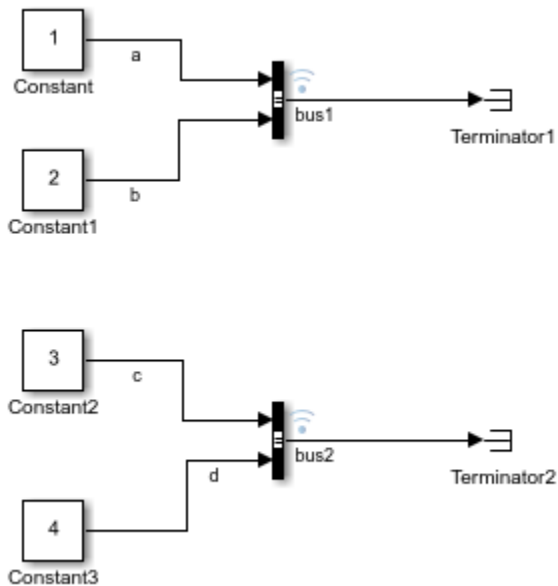 1
a
Constant
bus1
Terminator1
2
b
Constant1
3
c
Constant2
bus2
d
Terminator2
4
Constant3